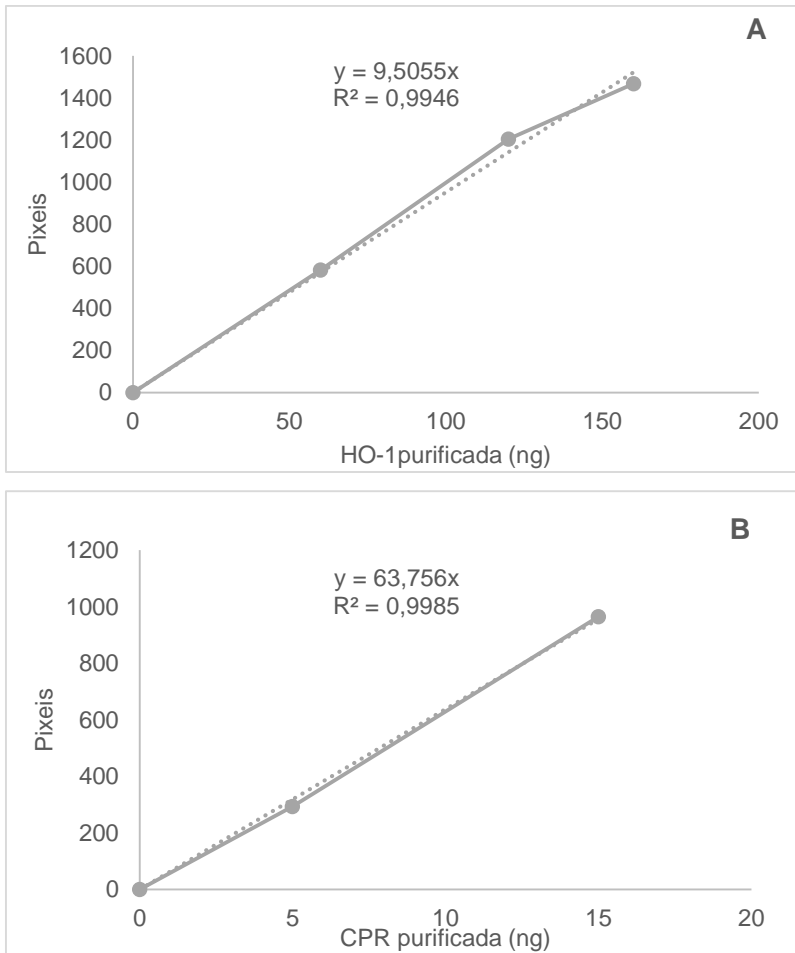 A
y = 9,5055x
R² = 0,9946
1600
1400
1200
1000
800
600
400
200
0
Pixeis
0 50 100 150 200
HO-1purificada (ng)
B
y = 63,756x
R² = 0,9985
1200
1000
800
600
400
200
0
Pixeis
0 5 10 15 20
CPR purificada (ng)